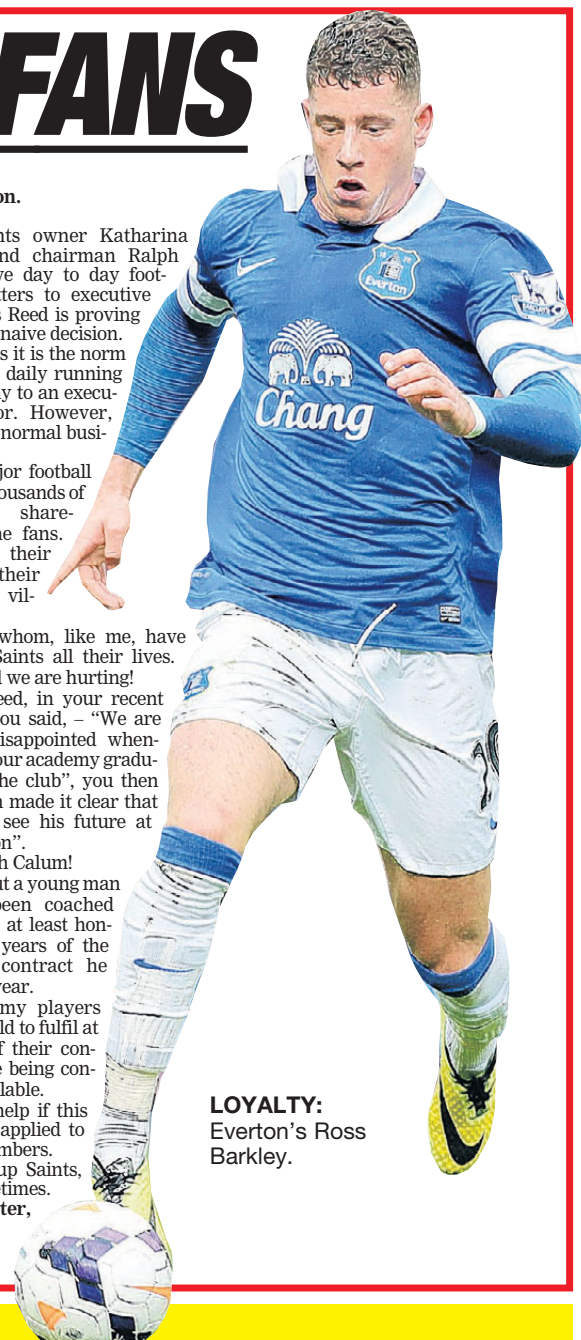 FANS
on.
nts owner Katharina
nd chairman Ralph
ve day to day foot-
tters to executive
s Reed is proving
naive decision.
s it is the norm
daily running
ly to an execu-
or. However,
normal busi-
jor football
ousands of
share-
ne fans.
their
their
vil-
whom, like me, have
Saints all their lives.
d we are hurting!
eed, in your recent
ou said, – “We are
isappointed when-
our academy gradu-
he club”, you then
n made it clear that
see his future at
on”.
h Calum!
ut a young man
been coached
at least hon-
years of the
contract he
year.
my players
ld to fulfil at
f their con-
e being con-
lable.
help if this
applied to
mbers.
up Saints,
etimes.
ter,
Everton
Chang
LOYALTY:
Everton’s Ross
Barkley.